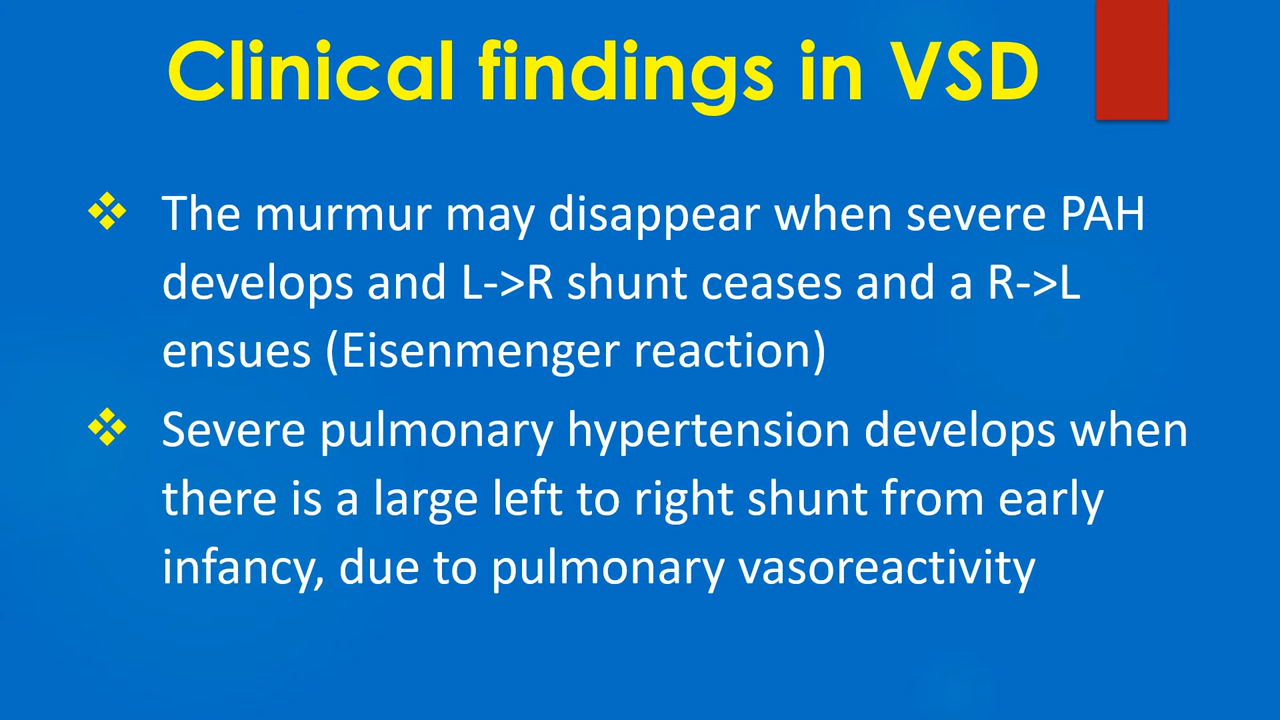 Clinical findings in VSD
❖ The murmur may disappear when severe PAH
develops and L->R shunt ceases and a R->L
ensues (Eisenmenger reaction)
❖ Severe pulmonary hypertension develops when
there is a large left to right shunt from early
infancy, due to pulmonary vasoreactivity